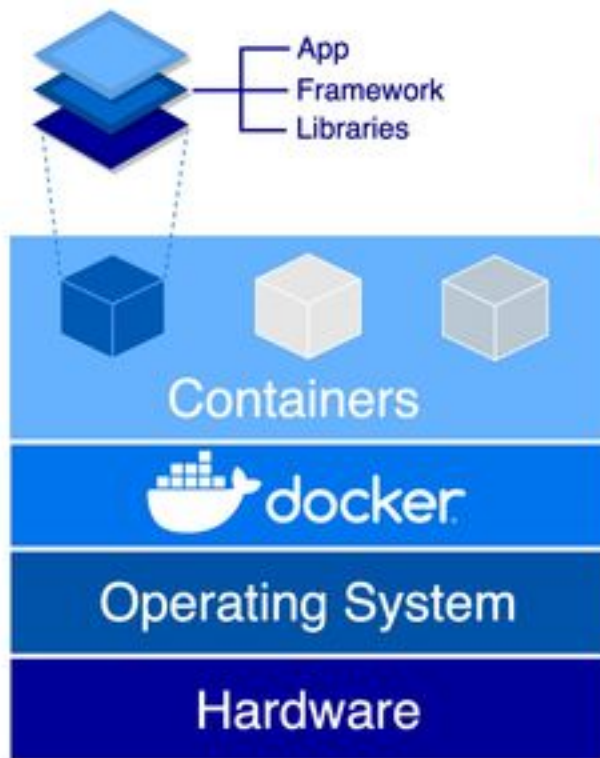 App
Framework
Libraries
Containers
docker
Operating System
Hardware